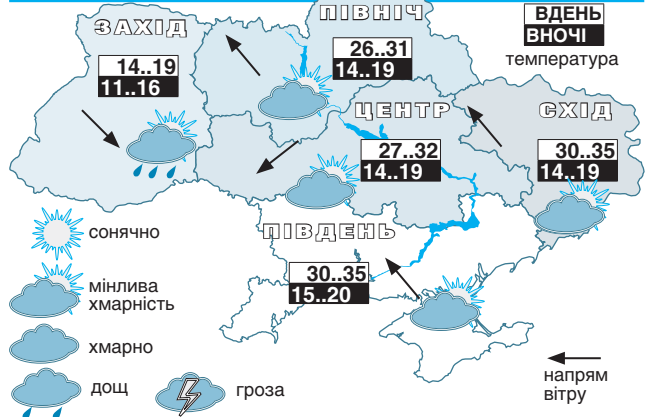 ЗАХІД
14..19
11..16
ПІВНІЧ
26..31
14..19
ВДЕНЬ
ВНОЧІ
температура
ЦЕНТР
27..32
14..19
СХІД
30..35
14..19
ПІВДЕНЬ
30..35
15..20
сонячно
мінлива
хмарність
хмарно
дощ
гроза
напрям
вітру